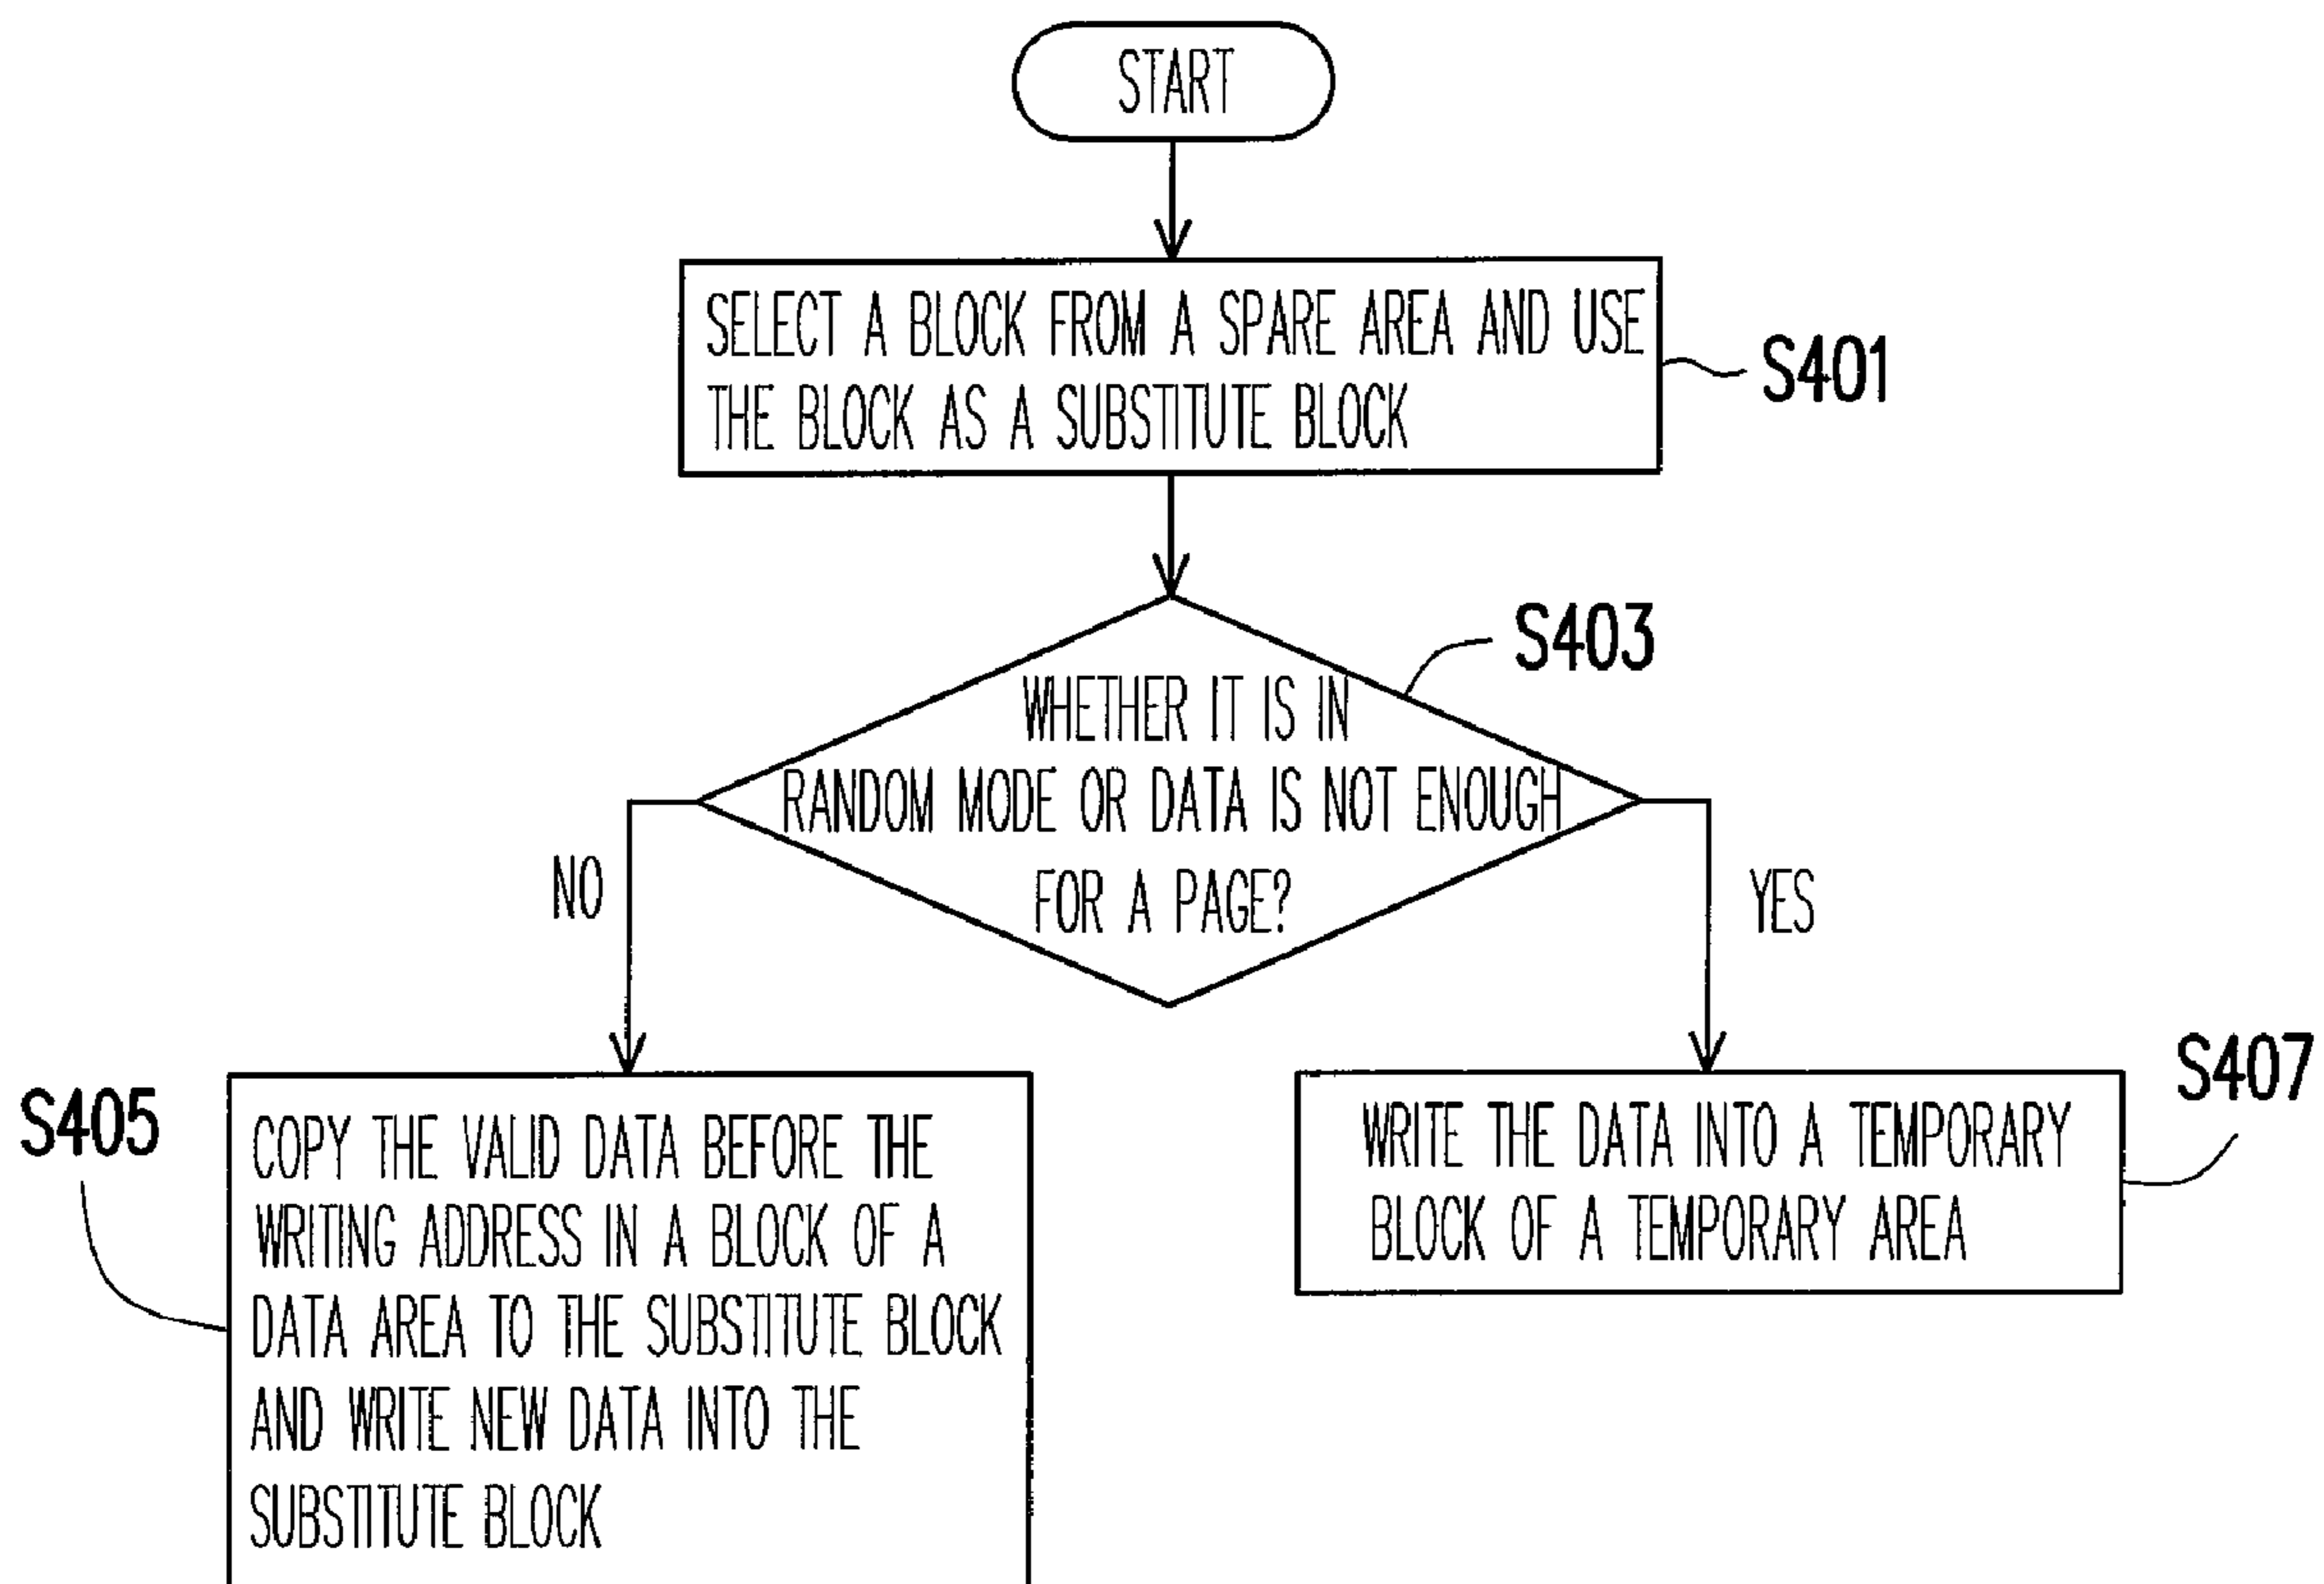 START
SELECT A BLOCK FROM A SPARE AREA AND USE
THE BLOCK AS A SUBSTITUTE BLOCK
S401
S403
WHETHER IT IS IN
RANDOM MODE OR DATA IS NOT ENOUGH
FOR A PAGE?
NO
YES
S405
COPY THE VALID DATA BEFORE THE
WRITING ADDRESS IN A BLOCK OF A
DATA AREA TO THE SUBSTITUTE BLOCK
AND WRITE NEW DATA INTO THE
SUBSTITUTE BLOCK
S407
WRITE THE DATA INTO A TEMPORARY
BLOCK OF A TEMPORARY AREA